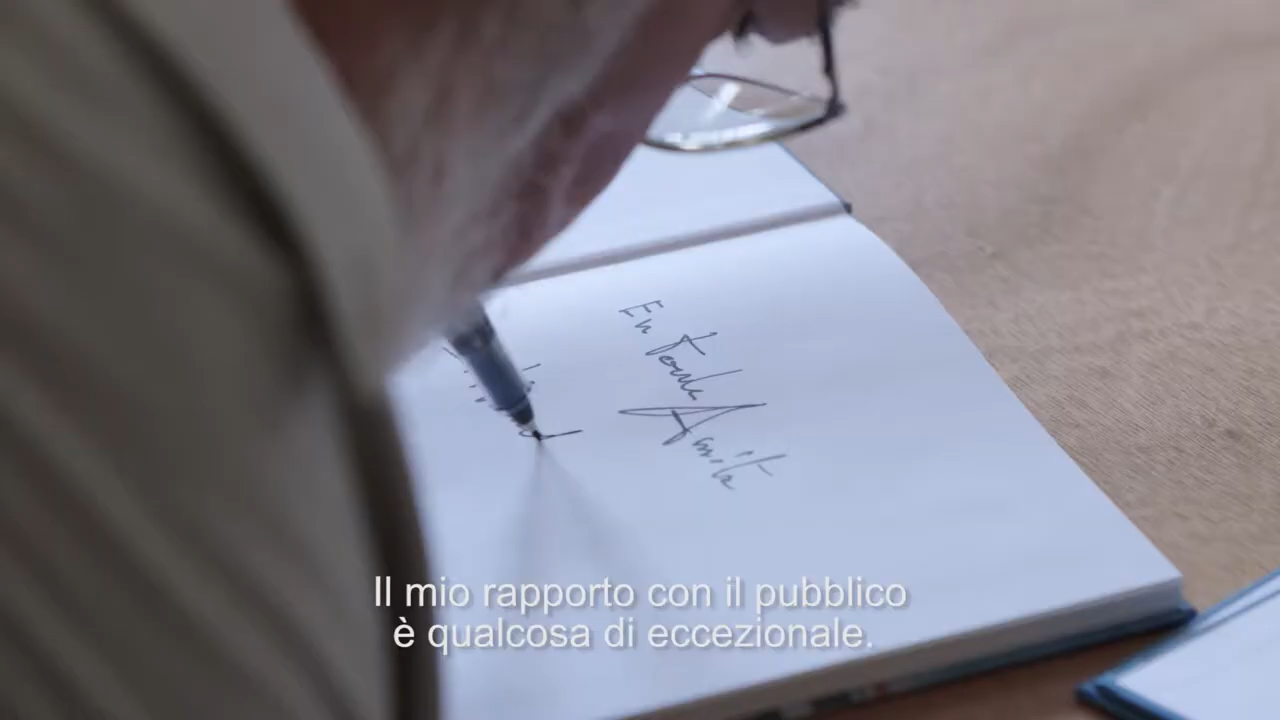 En toute
Amitié
Il mio rapporto con il pubblico
è qualcosa di eccezionale.